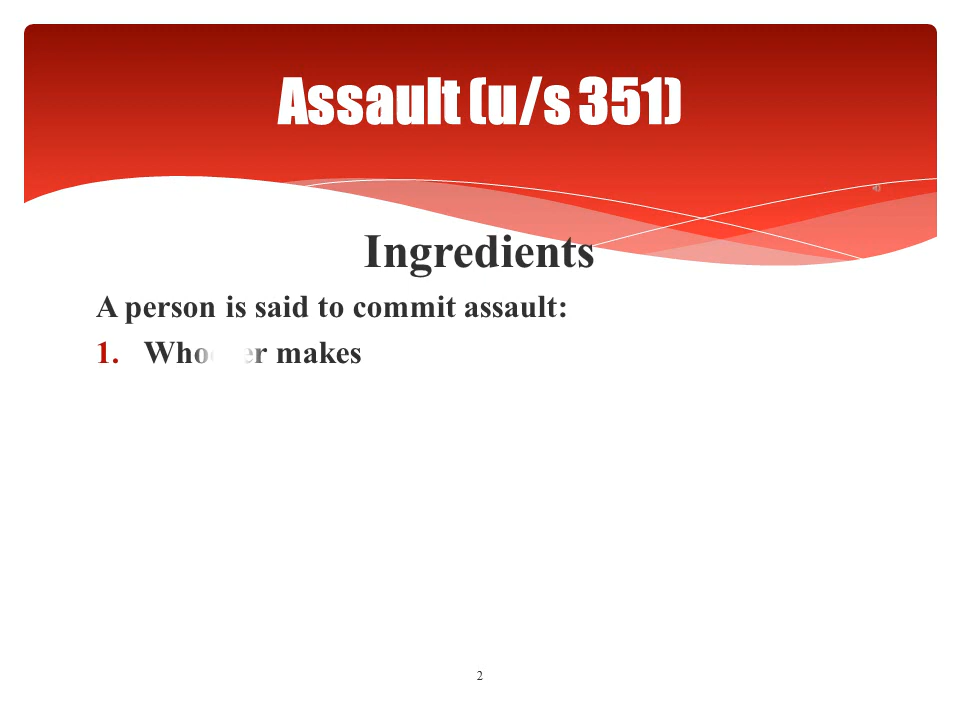 Assault (u/s 351)
Ingredients
A person is said to commit assault:
1. makes
2